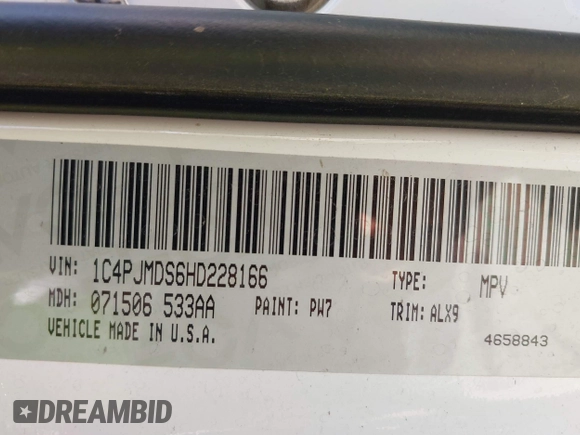 VIN: 1C4PJMDS6HD228166 TYPE: MPV
MDH: 071506 533AA PAINT: PW7 TRIM: ALX9
VEHICLE MADE IN U.S.A. 4658843
DREAMBID